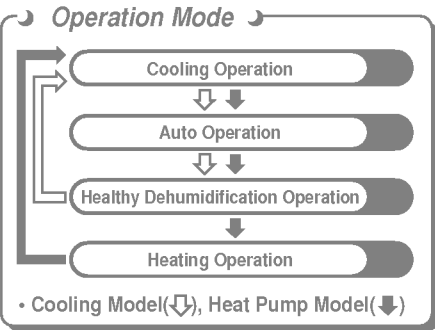 Operation Mode
Cooling Operation
Auto Operation
Healthy Dehumidification Operation
Heating Operation
• Cooling Model(⇩), Heat Pump Model(🡇)